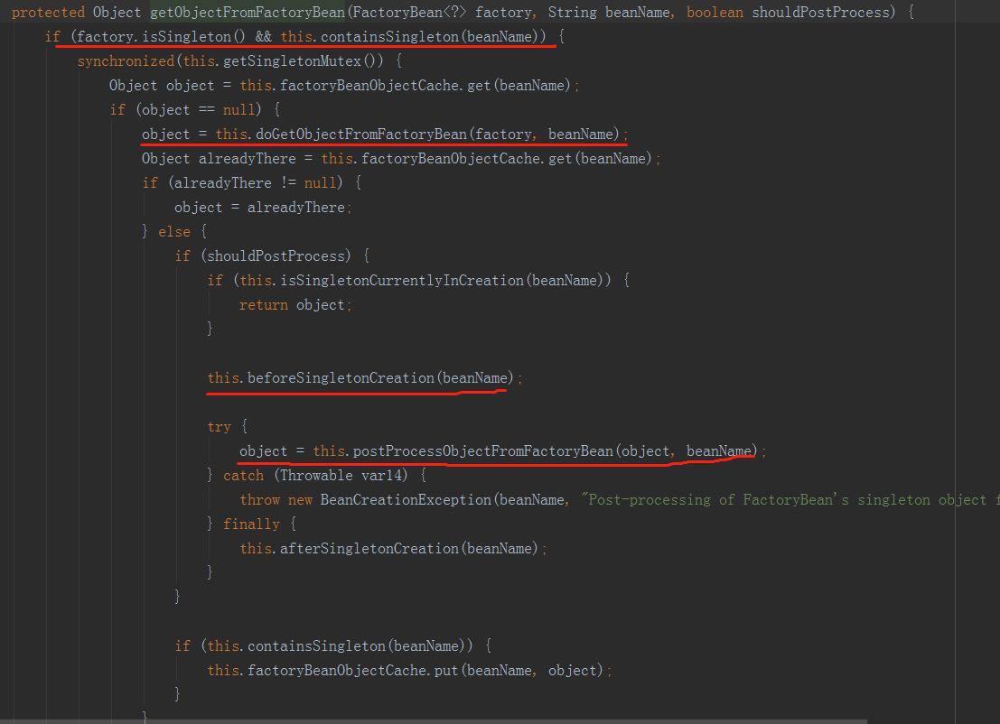 protected Object getObjectFromFactoryBean(FactoryBean<?> factory, String beanName, boolean shouldPostProcess) {
if (factory.isSingleton() && this.containsSingleton(beanName)) {
synchronized(this.getSingletonMutex()) {
Object object = this.factoryBeanObjectCache.get(beanName);
if (object == null) {
object = this.doGetObjectFromFactoryBean(factory, beanName);
Object alreadyThere = this.factoryBeanObjectCache.get(beanName);
if (alreadyThere != null) {
object = alreadyThere;
} else {
if (shouldPostProcess) {
if (this.isSingletonCurrentlyInCreation(beanName)) {
return object;
}
this.beforeSingletonCreation(beanName);
try {
object = this.postProcessObjectFromFactoryBean(object, beanName);
} catch (Throwable var14) {
throw new BeanCreationException(beanName, "Post-processing of FactoryBean's singleton object
} finally {
this.afterSingletonCreation(beanName);
}
}
if (this.containsSingleton(beanName)) {
this.factoryBeanObjectCache.put(beanName, object);
}
}